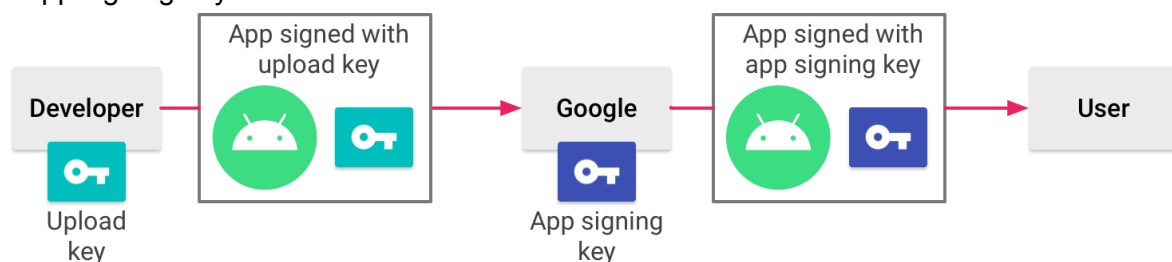 App signed with
upload key
App signed with
app signing key
Developer
Google
User
Upload
key
App signing
key